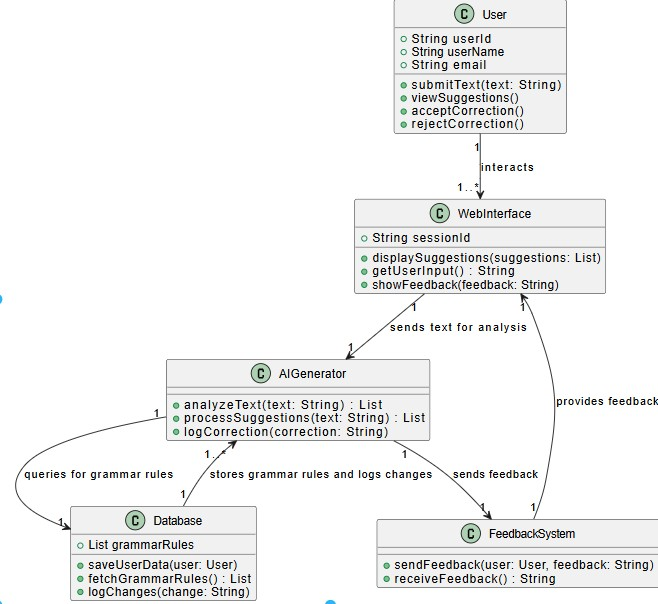 C User
String userId
String userName
String email
submitText(text: String)
viewSuggestions()
acceptCorrection()
rejectCorrection()
1
interacts
1..*
C WebInterface
String sessionId
displaySuggestions(suggestions: List)
getUserInput() : String
showFeedback(feedback: String)
1
1
sends text for analysis
1
C AIGenerator
analyzeText(text: String) : List
processSuggestions(text: String) : List
logCorrection(correction: String)
provides feedback
1
1..*
1
queries for grammar rules
stores grammar rules and logs changes
sends feedback
1
1
1
1
C Database
List grammarRules
saveUserData(user: User)
fetchGrammarRules() : List
logChanges(change: String)
C FeedbackSystem
sendFeedback(user: User, feedback: String)
receiveFeedback() : String